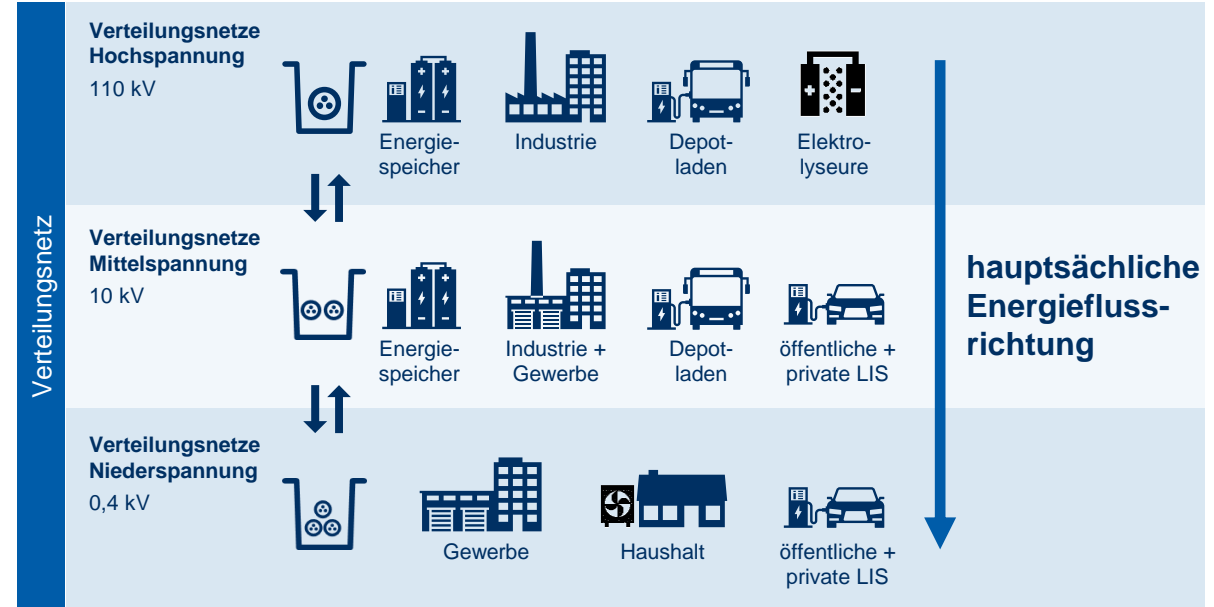 Verteilungsnetz
Verteilungsnetze
Hochspannung
110 kV
Energie-
speicher
Industrie
Depot-
laden
Elektro-
lyseure
Verteilungsnetze
Mittelspannung
10 kV
Energie-
speicher
Industrie +
Gewerbe
Depot-
laden
öffentliche +
private LIS
Verteilungsnetze
Niederspannung
0,4 kV
Gewerbe
Haushalt
öffentliche +
private LIS
hauptsächliche
Energiefluss-
richtung